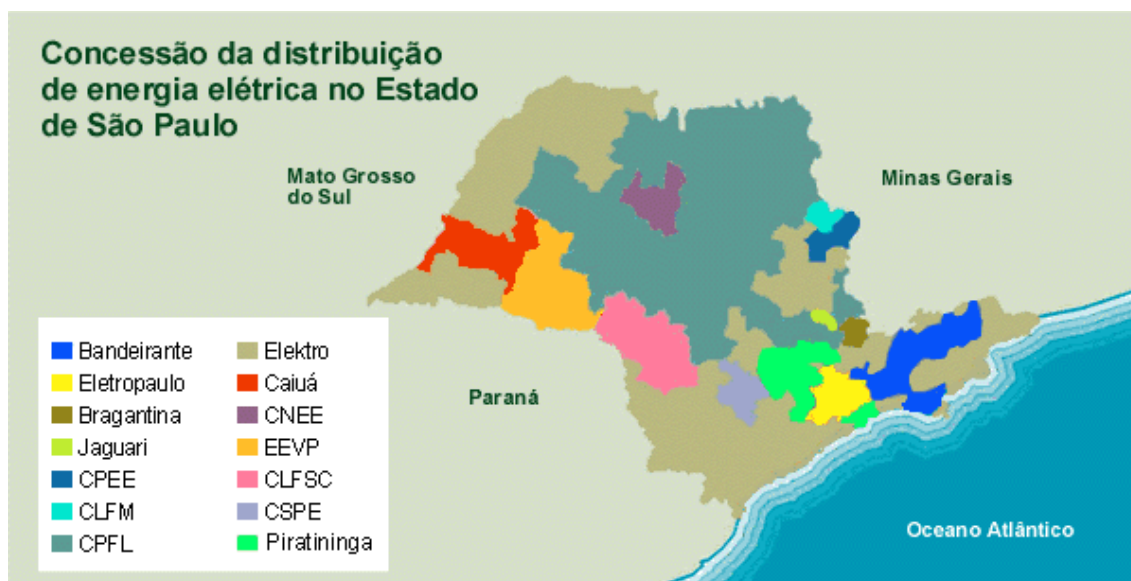 Concessão da distribuição
de energia elétrica no Estado
de São Paulo
Mato Grosso
do Sul
Minas Gerais
Paraná
Oceano Atlântico
Bandeirante
Eletropaulo
Bragantina
Jaguari
CPEE
CLFM
CPFL
Elektro
Caiuá
CNEE
EEVP
CLFSC
CSPE
Piratininga